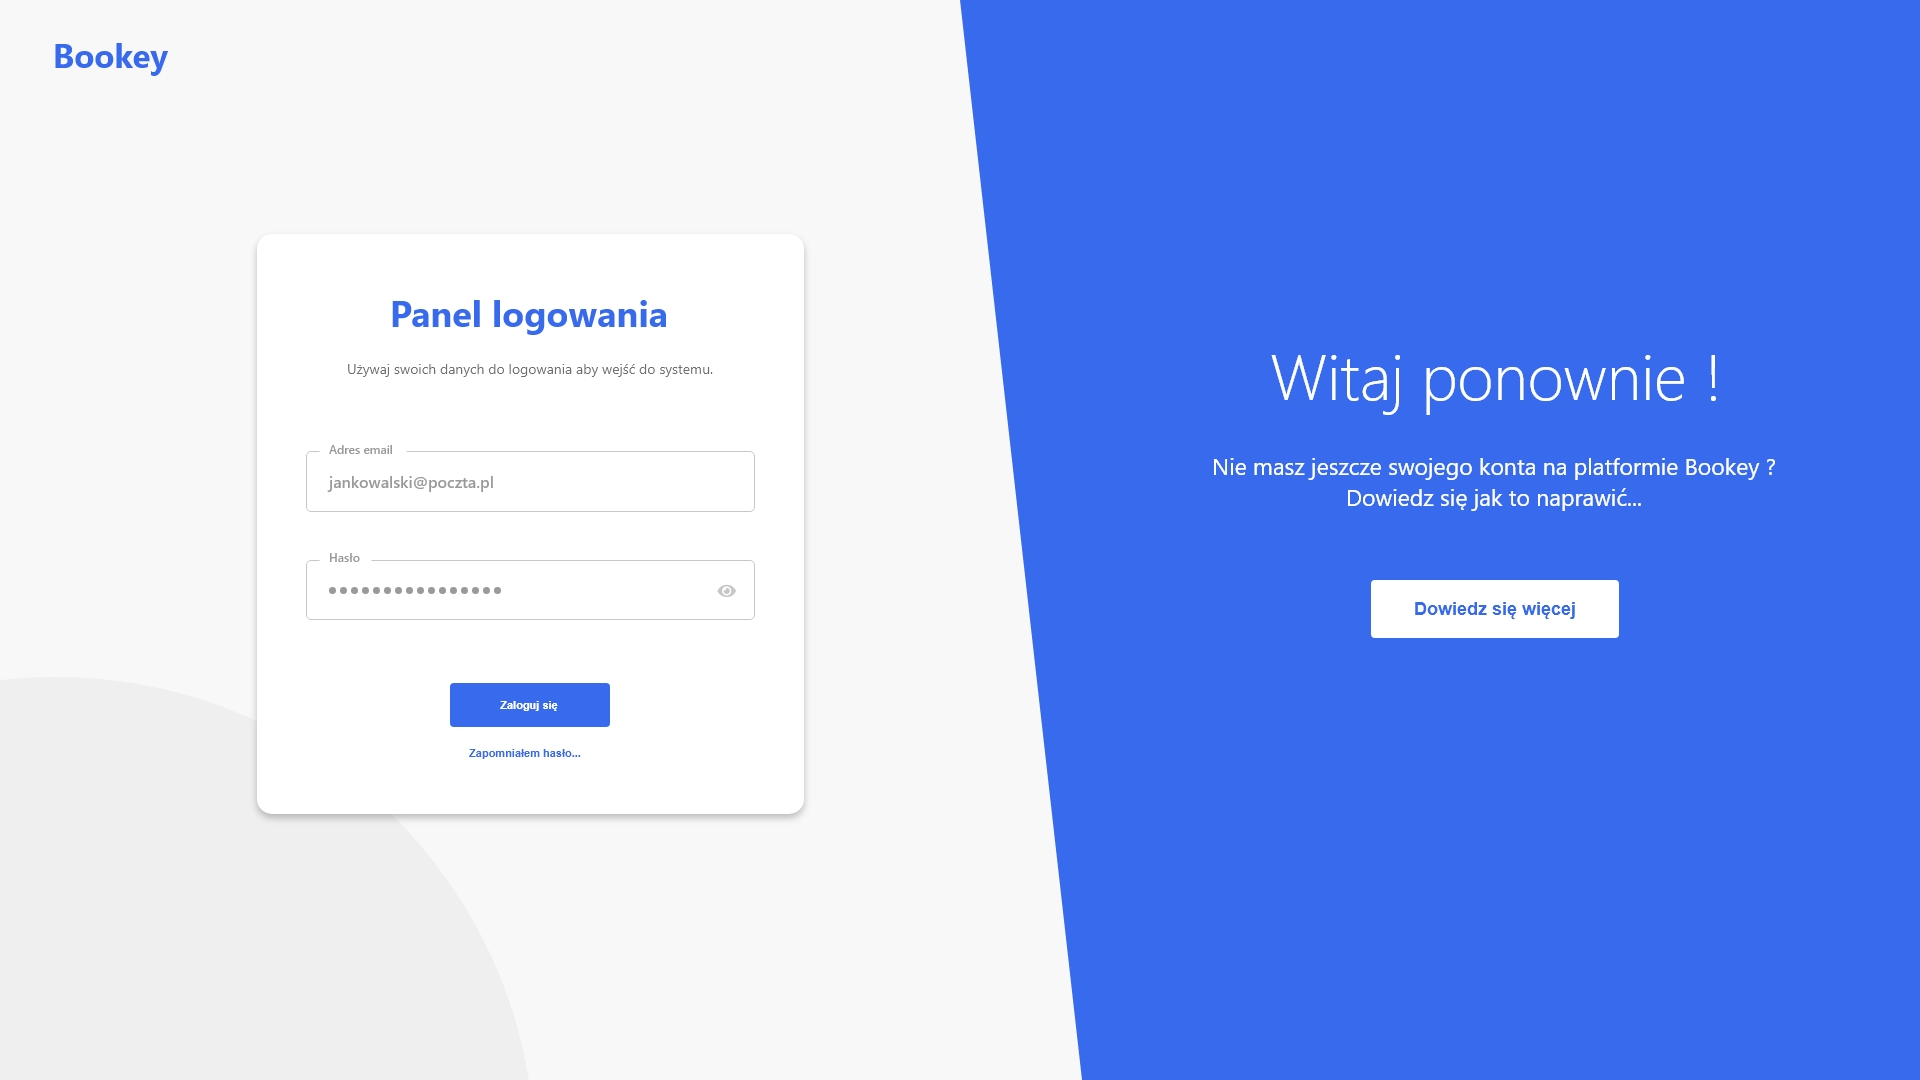 Bookey
Panel logowania
Używaj swoich danych do logowania aby wejść do systemu.
Adres email
jankowalski@poczta.pl
Hasło
Zaloguj się
Zapomniałem hasło...
Witaj ponownie !
Nie masz jeszcze swojego konta na platformie Bookey ?
Dowiedz się jak to naprawić...
Dowiedz się więcej